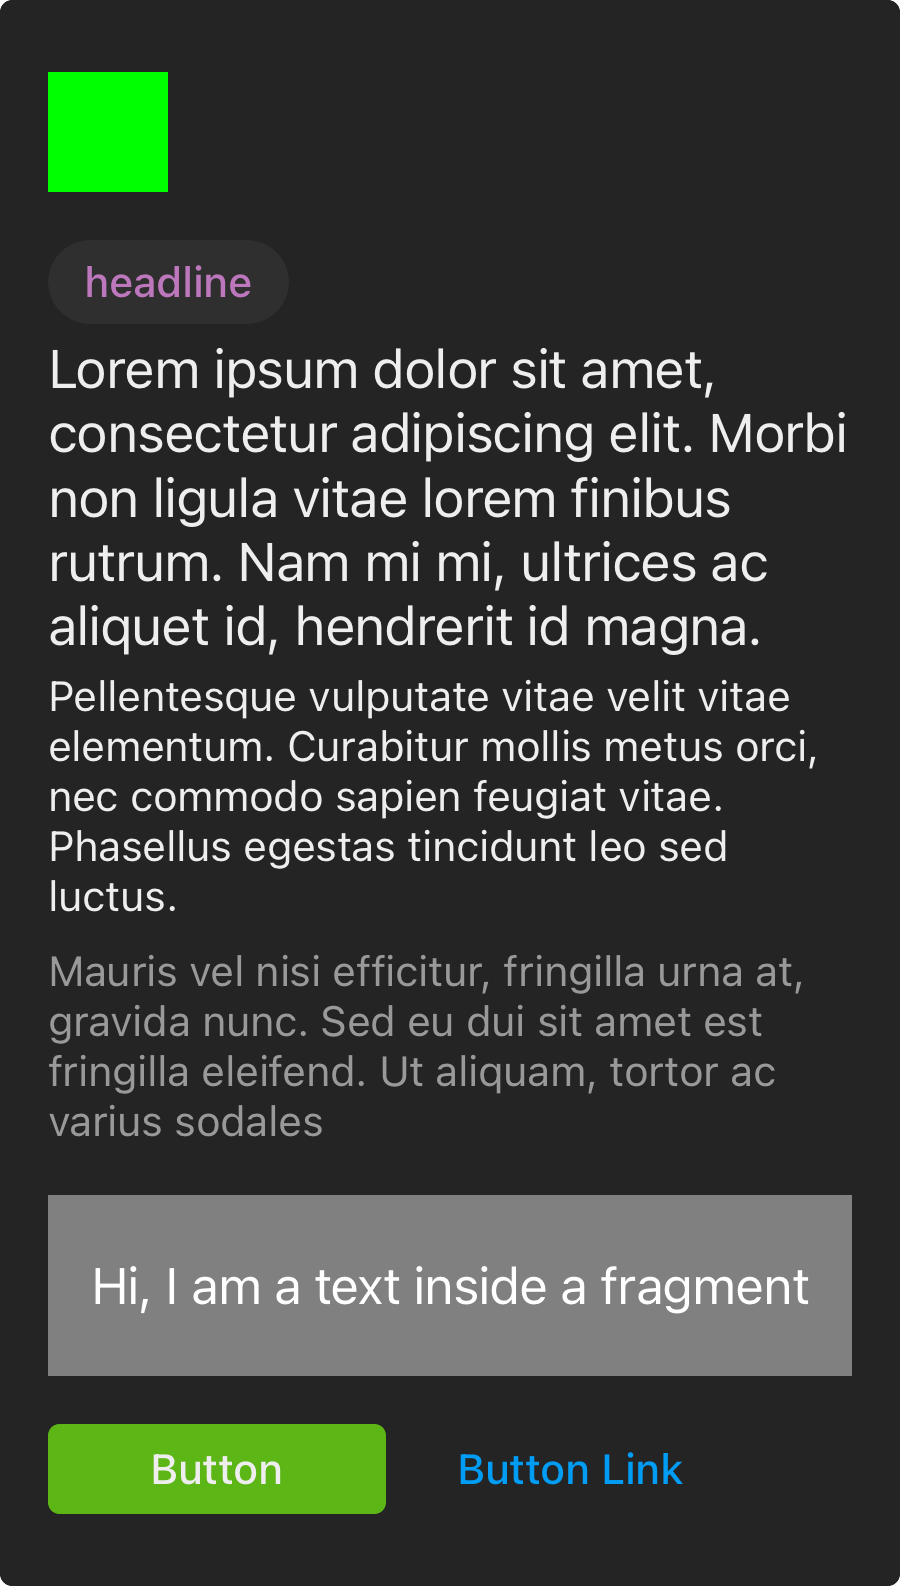 headline
Lorem ipsum dolor sit amet,
consectetur adipiscing elit. Morbi
non ligula vitae lorem finibus
rutrum. Nam mi mi, ultrices ac
aliquet id, hendrerit id magna.
Pellentesque vulputate vitae velit vitae
elementum. Curabitur mollis metus orci,
nec commodo sapien feugiat vitae.
Phasellus egestas tincidunt leo sed
luctus.
Mauris vel nisi efficitur, fringilla urna at,
gravida nunc. Sed eu dui sit amet est
fringilla eleifend. Ut aliquam, tortor ac
varius sodales
Hi, I am a text inside a fragment
Button
Button Link